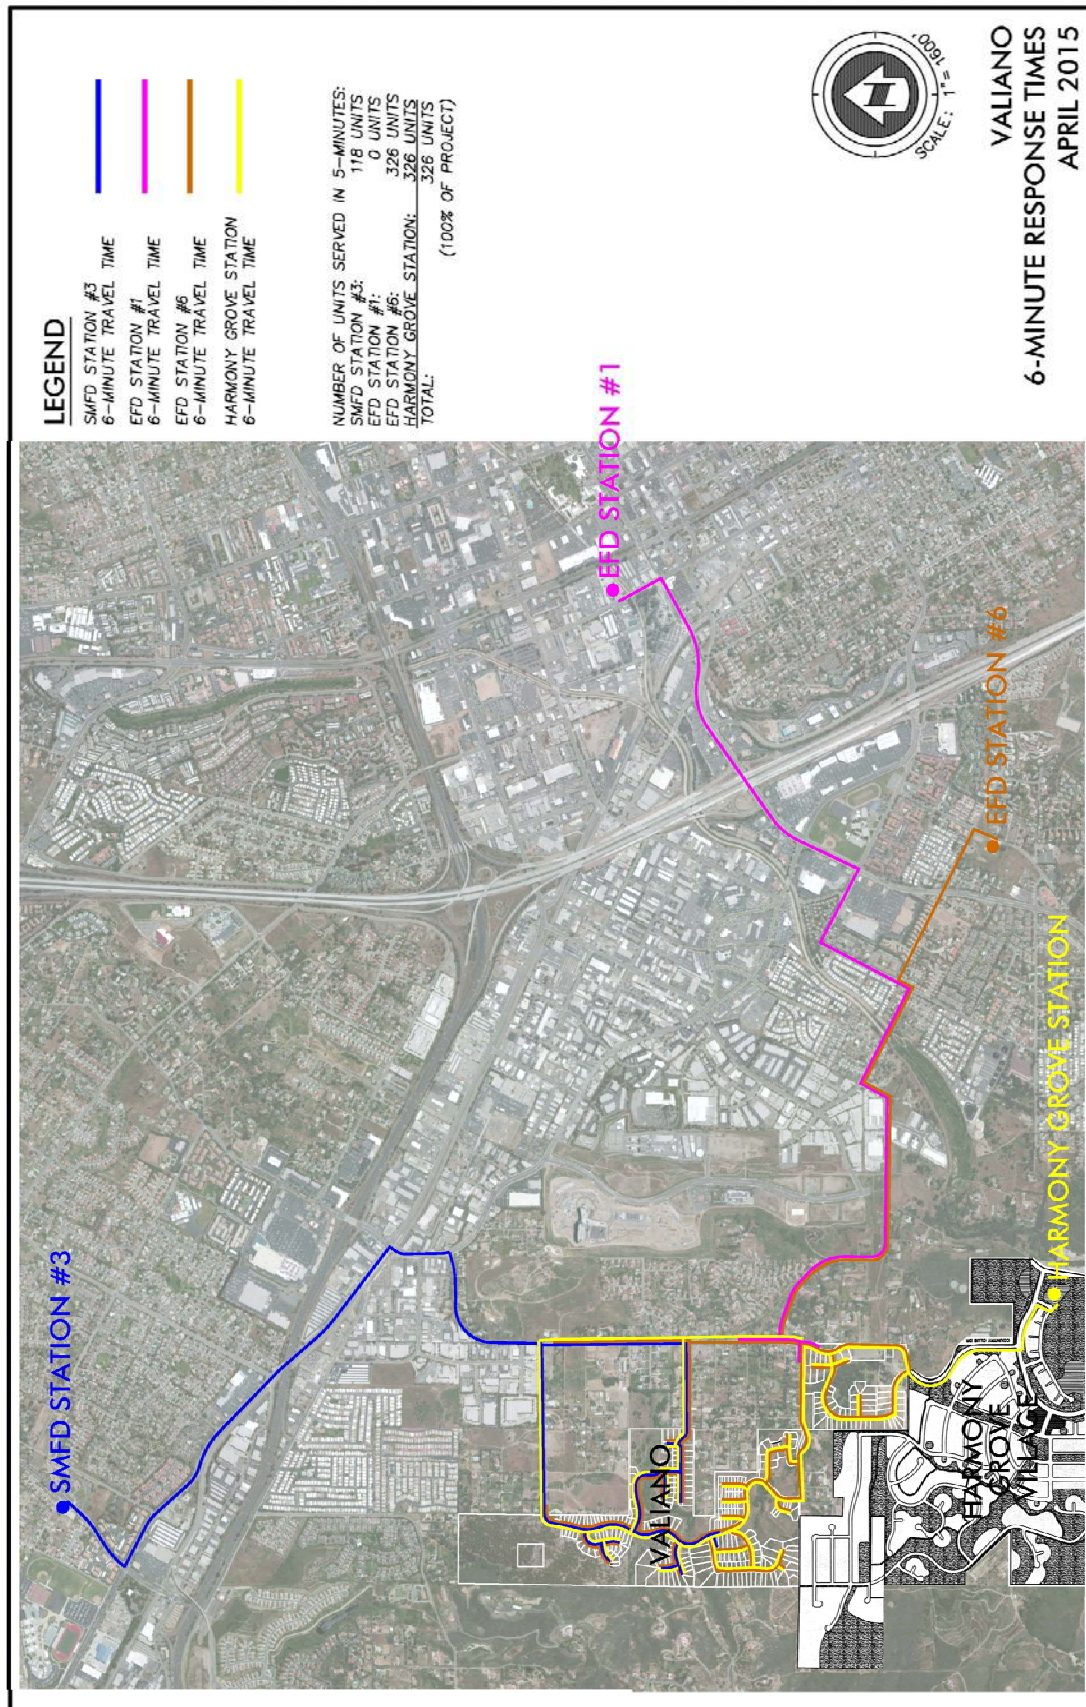 LEGEND
SMFD STATION #3
6-MINUTE TRAVEL TIME
EFD STATION #1
6-MINUTE TRAVEL TIME
EFD STATION #6
6-MINUTE TRAVEL TIME
HARMONY GROVE STATION
6-MINUTE TRAVEL TIME
NUMBER OF UNITS SERVED IN 5-MINUTES:
SMFD STATION #3: 118 UNITS
EFD STATION #1: 0 UNITS
EFD STATION #6: 326 UNITS
HARMONY GROVE STATION: 326 UNITS
TOTAL: 326 UNITS
(100% OF PROJECT)
SCALE: 1"= 1600'
VALIANO
6-MINUTE RESPONSE TIMES
APRIL 2015
SMFD STATION #3
EFD STATION #1
EFD STATION #6
HARMONY GROVE STATION
VALIANO
HARMONY
GROVE
VILLAGE